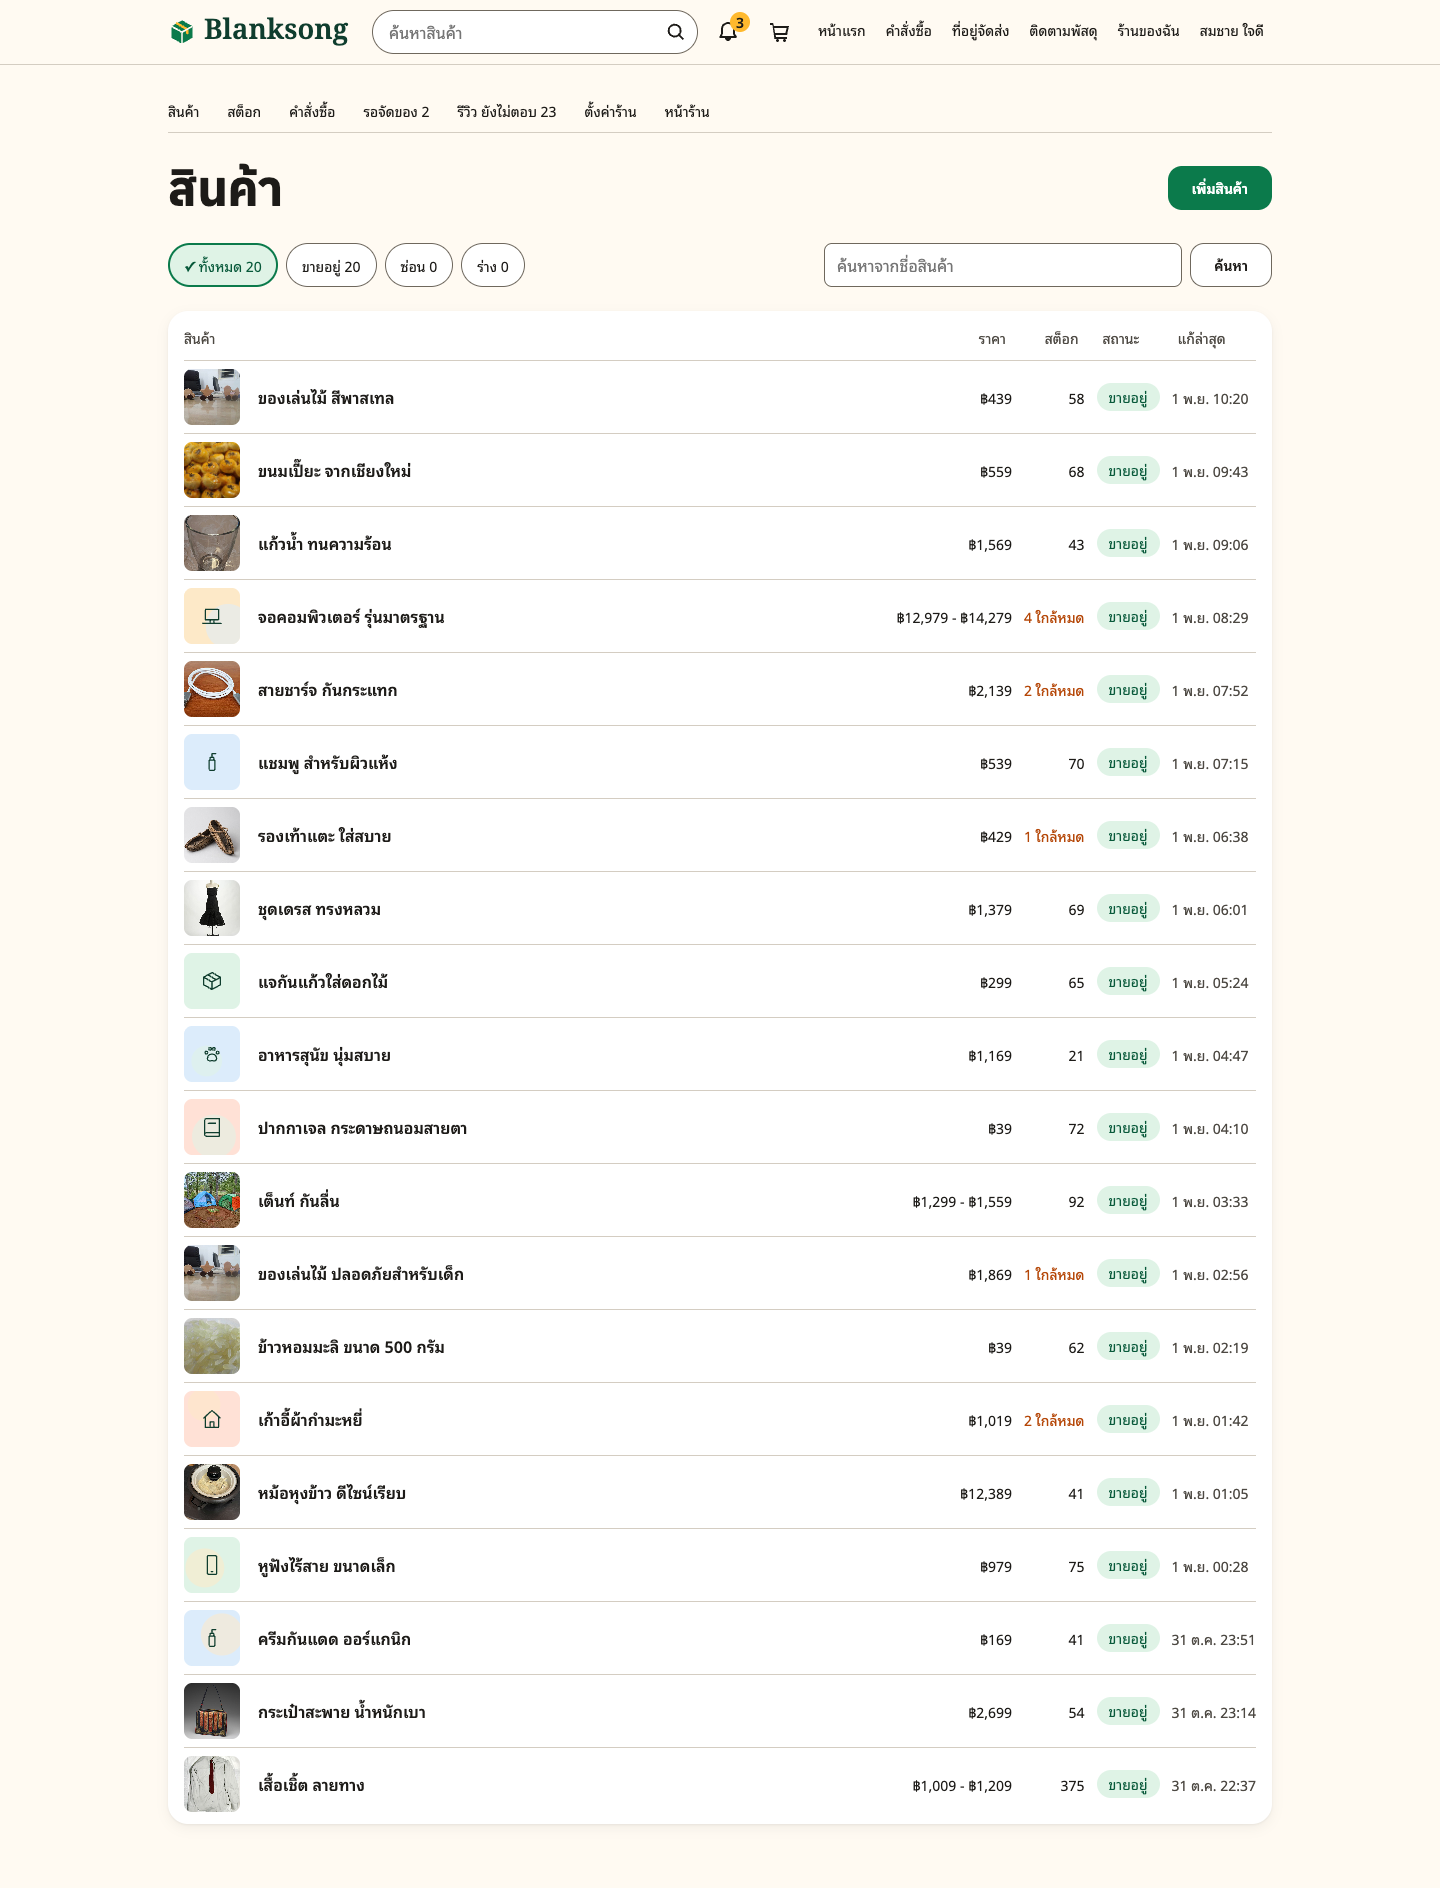 Blanksong ค้นหาสินค้า 3 หน้าแรก คำสั่งซื้อ ที่อยู่จัดส่ง ติดตามพัสดุ ร้านของฉัน สมชาย ใจดี
สินค้า สต็อก คำสั่งซื้อ รอจัดของ 2 รีวิว ยังไม่ตอบ 23 ตั้งค่าร้าน หน้าร้าน
สินค้า เพิ่มสินค้า
✓ ทั้งหมด 20 ขายอยู่ 20 ซ่อน 0 ร่าง 0 ค้นหาจากชื่อสินค้า ค้นหา
สินค้า ราคา สต็อก สถานะ แก้ล่าสุด
ของเล่นไม้ สีพาสเทล ฿439 58 ขายอยู่ 1 พ.ย. 10:20
ขนมเปี๊ยะ จากเชียงใหม่ ฿559 68 ขายอยู่ 1 พ.ย. 09:43
แก้วน้ำ ทนความร้อน ฿1,569 43 ขายอยู่ 1 พ.ย. 09:06
จอคอมพิวเตอร์ รุ่นมาตรฐาน ฿12,979 - ฿14,279 4 ใกล้หมด ขายอยู่ 1 พ.ย. 08:29
สายชาร์จ กันกระแทก ฿2,139 2 ใกล้หมด ขายอยู่ 1 พ.ย. 07:52
แชมพู สำหรับผิวแห้ง ฿539 70 ขายอยู่ 1 พ.ย. 07:15
รองเท้าแตะ ใส่สบาย ฿429 1 ใกล้หมด ขายอยู่ 1 พ.ย. 06:38
ชุดเดรส ทรงหลวม ฿1,379 69 ขายอยู่ 1 พ.ย. 06:01
แจกันแก้วใส่ดอกไม้ ฿299 65 ขายอยู่ 1 พ.ย. 05:24
อาหารสุนัข นุ่มสบาย ฿1,169 21 ขายอยู่ 1 พ.ย. 04:47
ปากกาเจล กระดาษถนอมสายตา ฿39 72 ขายอยู่ 1 พ.ย. 04:10
เต็นท์ กันลื่น ฿1,299 - ฿1,559 92 ขายอยู่ 1 พ.ย. 03:33
ของเล่นไม้ ปลอดภัยสำหรับเด็ก ฿1,869 1 ใกล้หมด ขายอยู่ 1 พ.ย. 02:56
ข้าวหอมมะลิ ขนาด 500 กรัม ฿39 62 ขายอยู่ 1 พ.ย. 02:19
เก้าอี้ผ้ากำมะหยี่ ฿1,019 2 ใกล้หมด ขายอยู่ 1 พ.ย. 01:42
หม้อหุงข้าว ดีไซน์เรียบ ฿12,389 41 ขายอยู่ 1 พ.ย. 01:05
หูฟังไร้สาย ขนาดเล็ก ฿979 75 ขายอยู่ 1 พ.ย. 00:28
ครีมกันแดด ออร์แกนิก ฿169 41 ขายอยู่ 31 ต.ค. 23:51
กระเป๋าสะพาย น้ำหนักเบา ฿2,699 54 ขายอยู่ 31 ต.ค. 23:14
เสื้อเชิ้ต ลายทาง ฿1,009 - ฿1,209 375 ขายอยู่ 31 ต.ค. 22:37